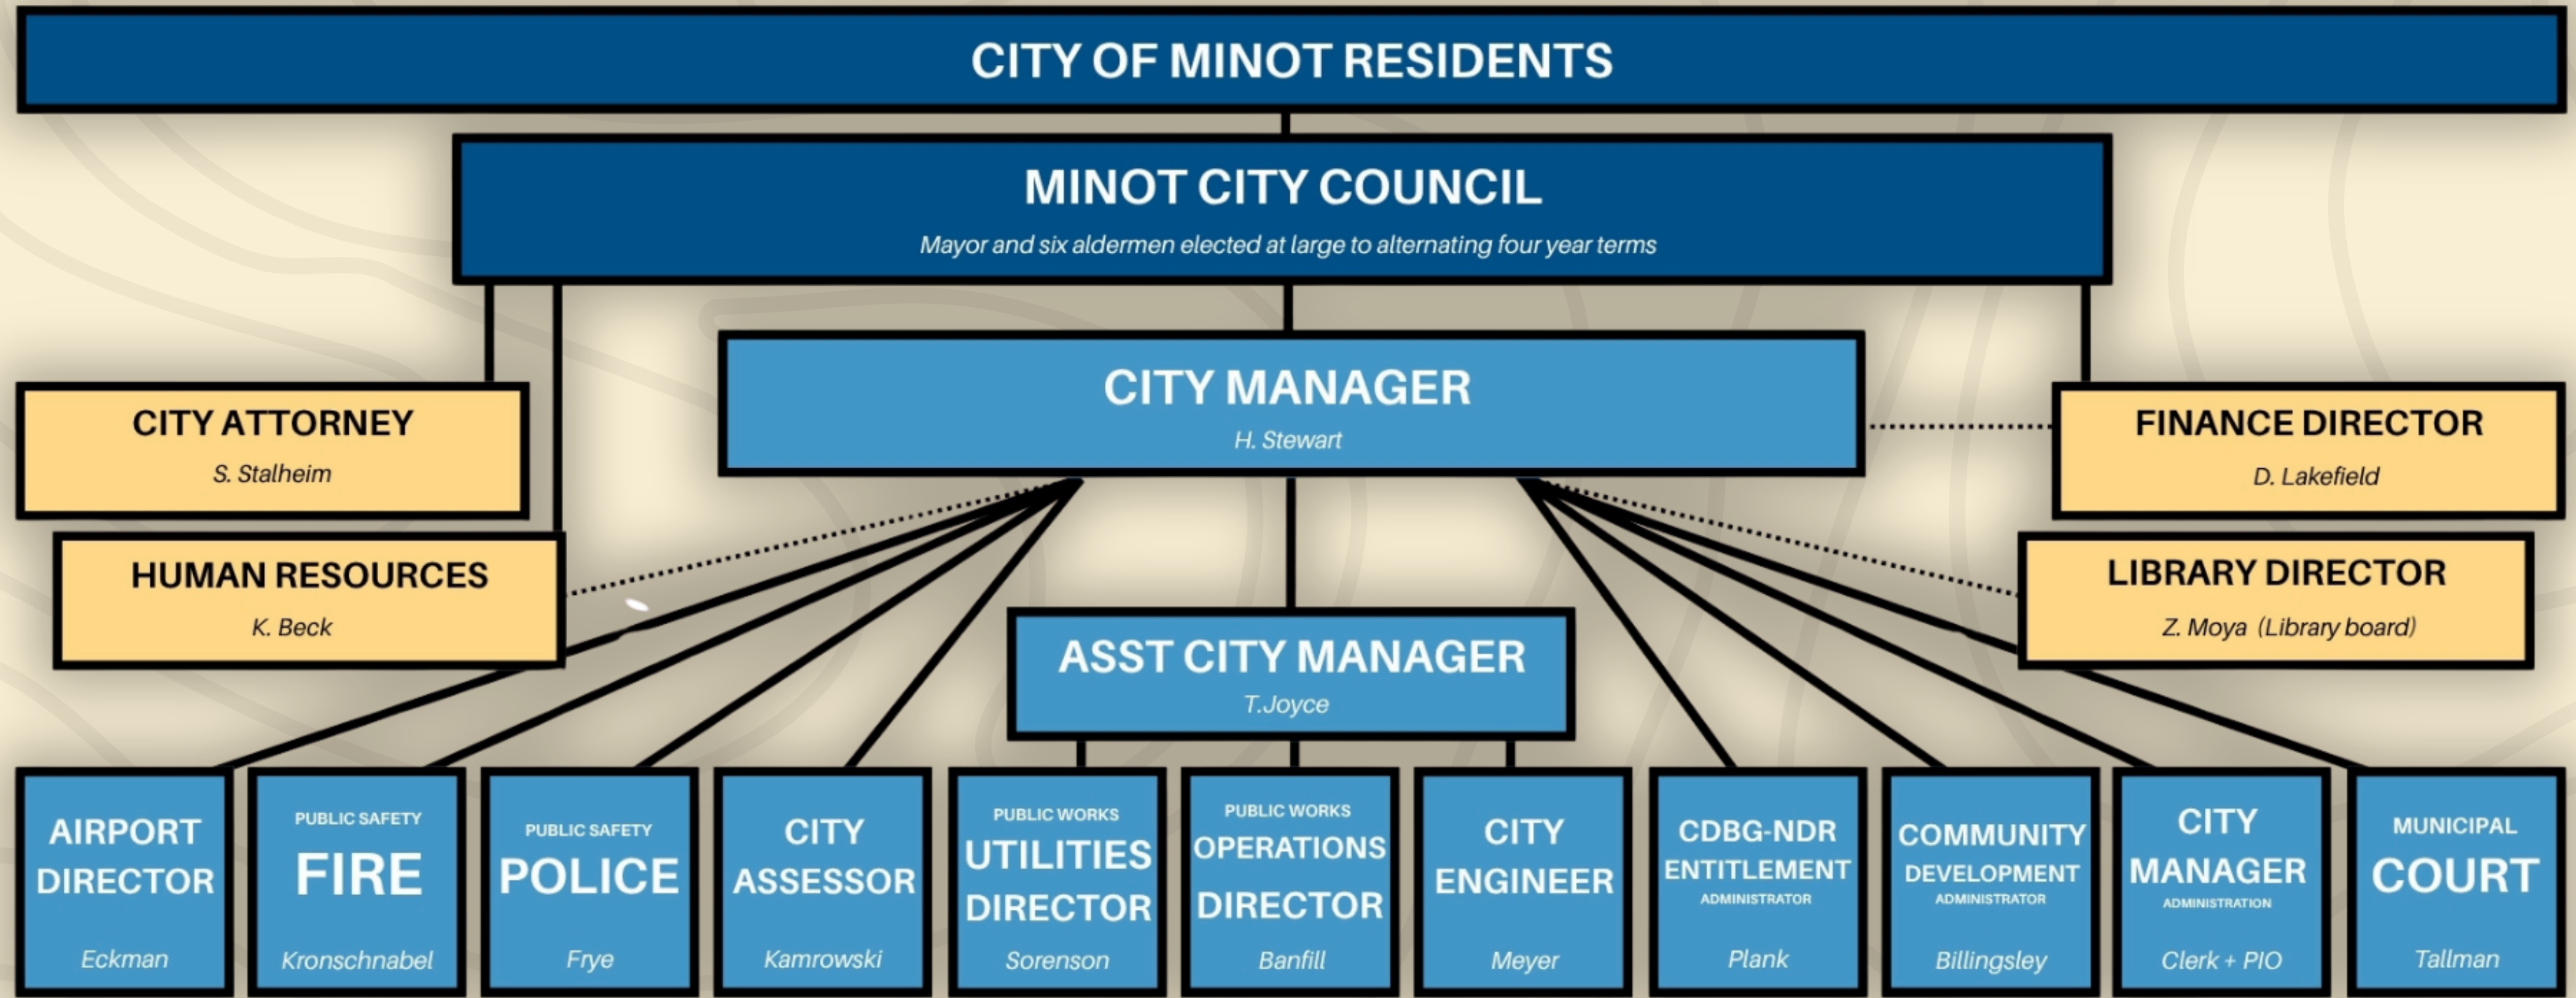 CITY OF MINOT RESIDENTS
MINOT CITY COUNCIL
Mayor and six aldermen elected at large to alternating four year terms
CITY MANAGER
H. Stewart
CITY ATTORNEY
S. Stalheim
FINANCE DIRECTOR
D. Lakefield
HUMAN RESOURCES
K. Beck
LIBRARY DIRECTOR
Z. Moya (Library board)
ASST CITY MANAGER
T.Joyce
AIRPORT
DIRECTOR
Eckman
PUBLIC SAFETY
FIRE
Kronschnabel
PUBLIC SAFETY
POLICE
Frye
CITY
ASSESSOR
Kamrowski
PUBLIC WORKS
UTILITIES
DIRECTOR
Sorenson
PUBLIC WORKS
OPERATIONS
DIRECTOR
Banfill
CITY
ENGINEER
Meyer
CDBG-NDR
ENTITLEMENT
ADMINISTRATOR
Plank
COMMUNITY
DEVELOPMENT
ADMINISTRATOR
Billingsley
CITY
MANAGER
ADMINISTRATION
Clerk + PIO
MUNICIPAL
COURT
Tallman